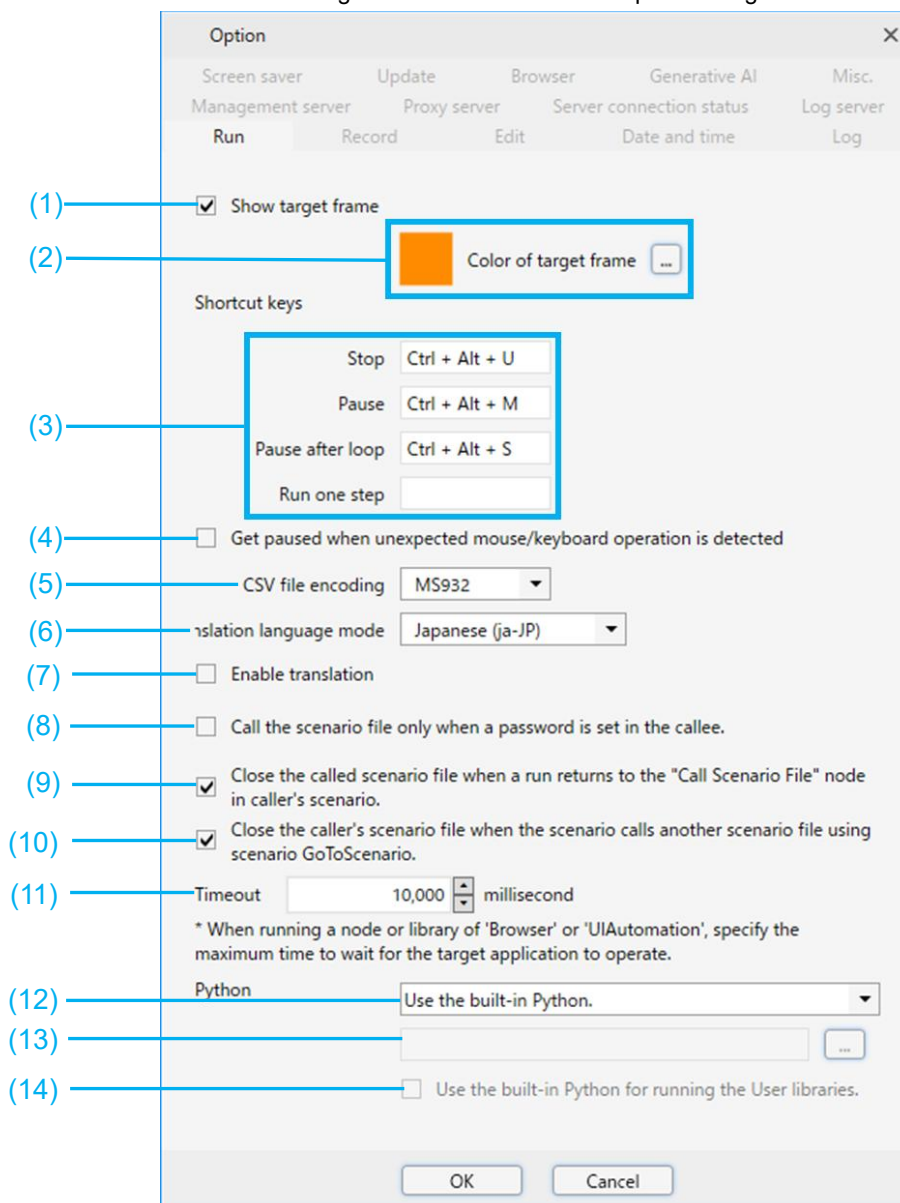 Option
Screen saver Update Browser Generative AI Misc.
Management server Proxy server Server connection status Log server
Run Record Edit Date and time Log
(1) Show target frame
(2) Color of target frame ...
Shortcut keys
Stop Ctrl + Alt + U
Pause Ctrl + Alt + M
(3)
Pause after loop Ctrl + Alt + S
Run one step
(4) Get paused when unexpected mouse/keyboard operation is detected
(5) CSV file encoding MS932
(6) nslation language mode Japanese (ja-JP)
(7) Enable translation
(8) Call the scenario file only when a password is set in the callee.
(9) Close the called scenario file when a run returns to the "Call Scenario File" node
in caller's scenario.
(10) Close the caller's scenario file when the scenario calls another scenario file using
scenario GoToScenario.
(11) Timeout 10,000 millisecond
* When running a node or library of 'Browser' or 'UIAutomation', specify the
maximum time to wait for the target application to operate.
Python
(12) Use the built-in Python.
(13) ...
(14) Use the built-in Python for running the User libraries.
OK Cancel